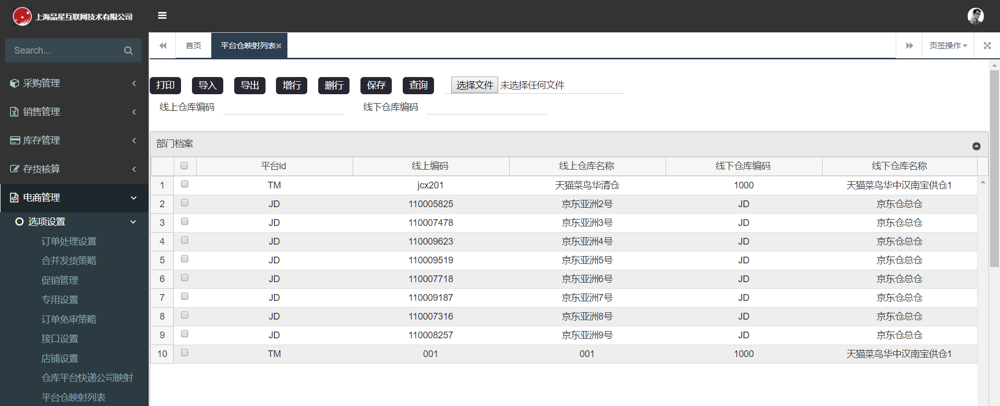 上海品星互联网技术有限公司
Search...
首页
平台仓映射列表
页签操作
采购管理
销售管理
库存管理
存货核算
电商管理
选项设置
订单处理设置
合并发货策略
促销管理
专用设置
订单免审策略
接口设置
店铺设置
仓库平台快递公司映射
平台仓映射列表
打印 导入 导出 增行 删行 保存 查询 选择文件 未选择任何文件
线上仓库编码 线下仓库编码
部门档案
平台id 线上编码 线上仓库名称 线下仓库编码 线下仓库名称
1 TM jcx201 天猫菜鸟华清仓 1000 天猫菜鸟华中汉南宝供仓1
2 JD 110005825 京东亚洲2号 JD 京东仓总仓
3 JD 110007478 京东亚洲3号 JD 京东仓总仓
4 JD 110009623 京东亚洲4号 JD 京东仓总仓
5 JD 110009519 京东亚洲5号 JD 京东仓总仓
6 JD 110007718 京东亚洲6号 JD 京东仓总仓
7 JD 110009187 京东亚洲7号 JD 京东仓总仓
8 JD 110007316 京东亚洲8号 JD 京东仓总仓
9 JD 110008257 京东亚洲9号 JD 京东仓总仓
10 TM 001 001 1000 天猫菜鸟华中汉南宝供仓1